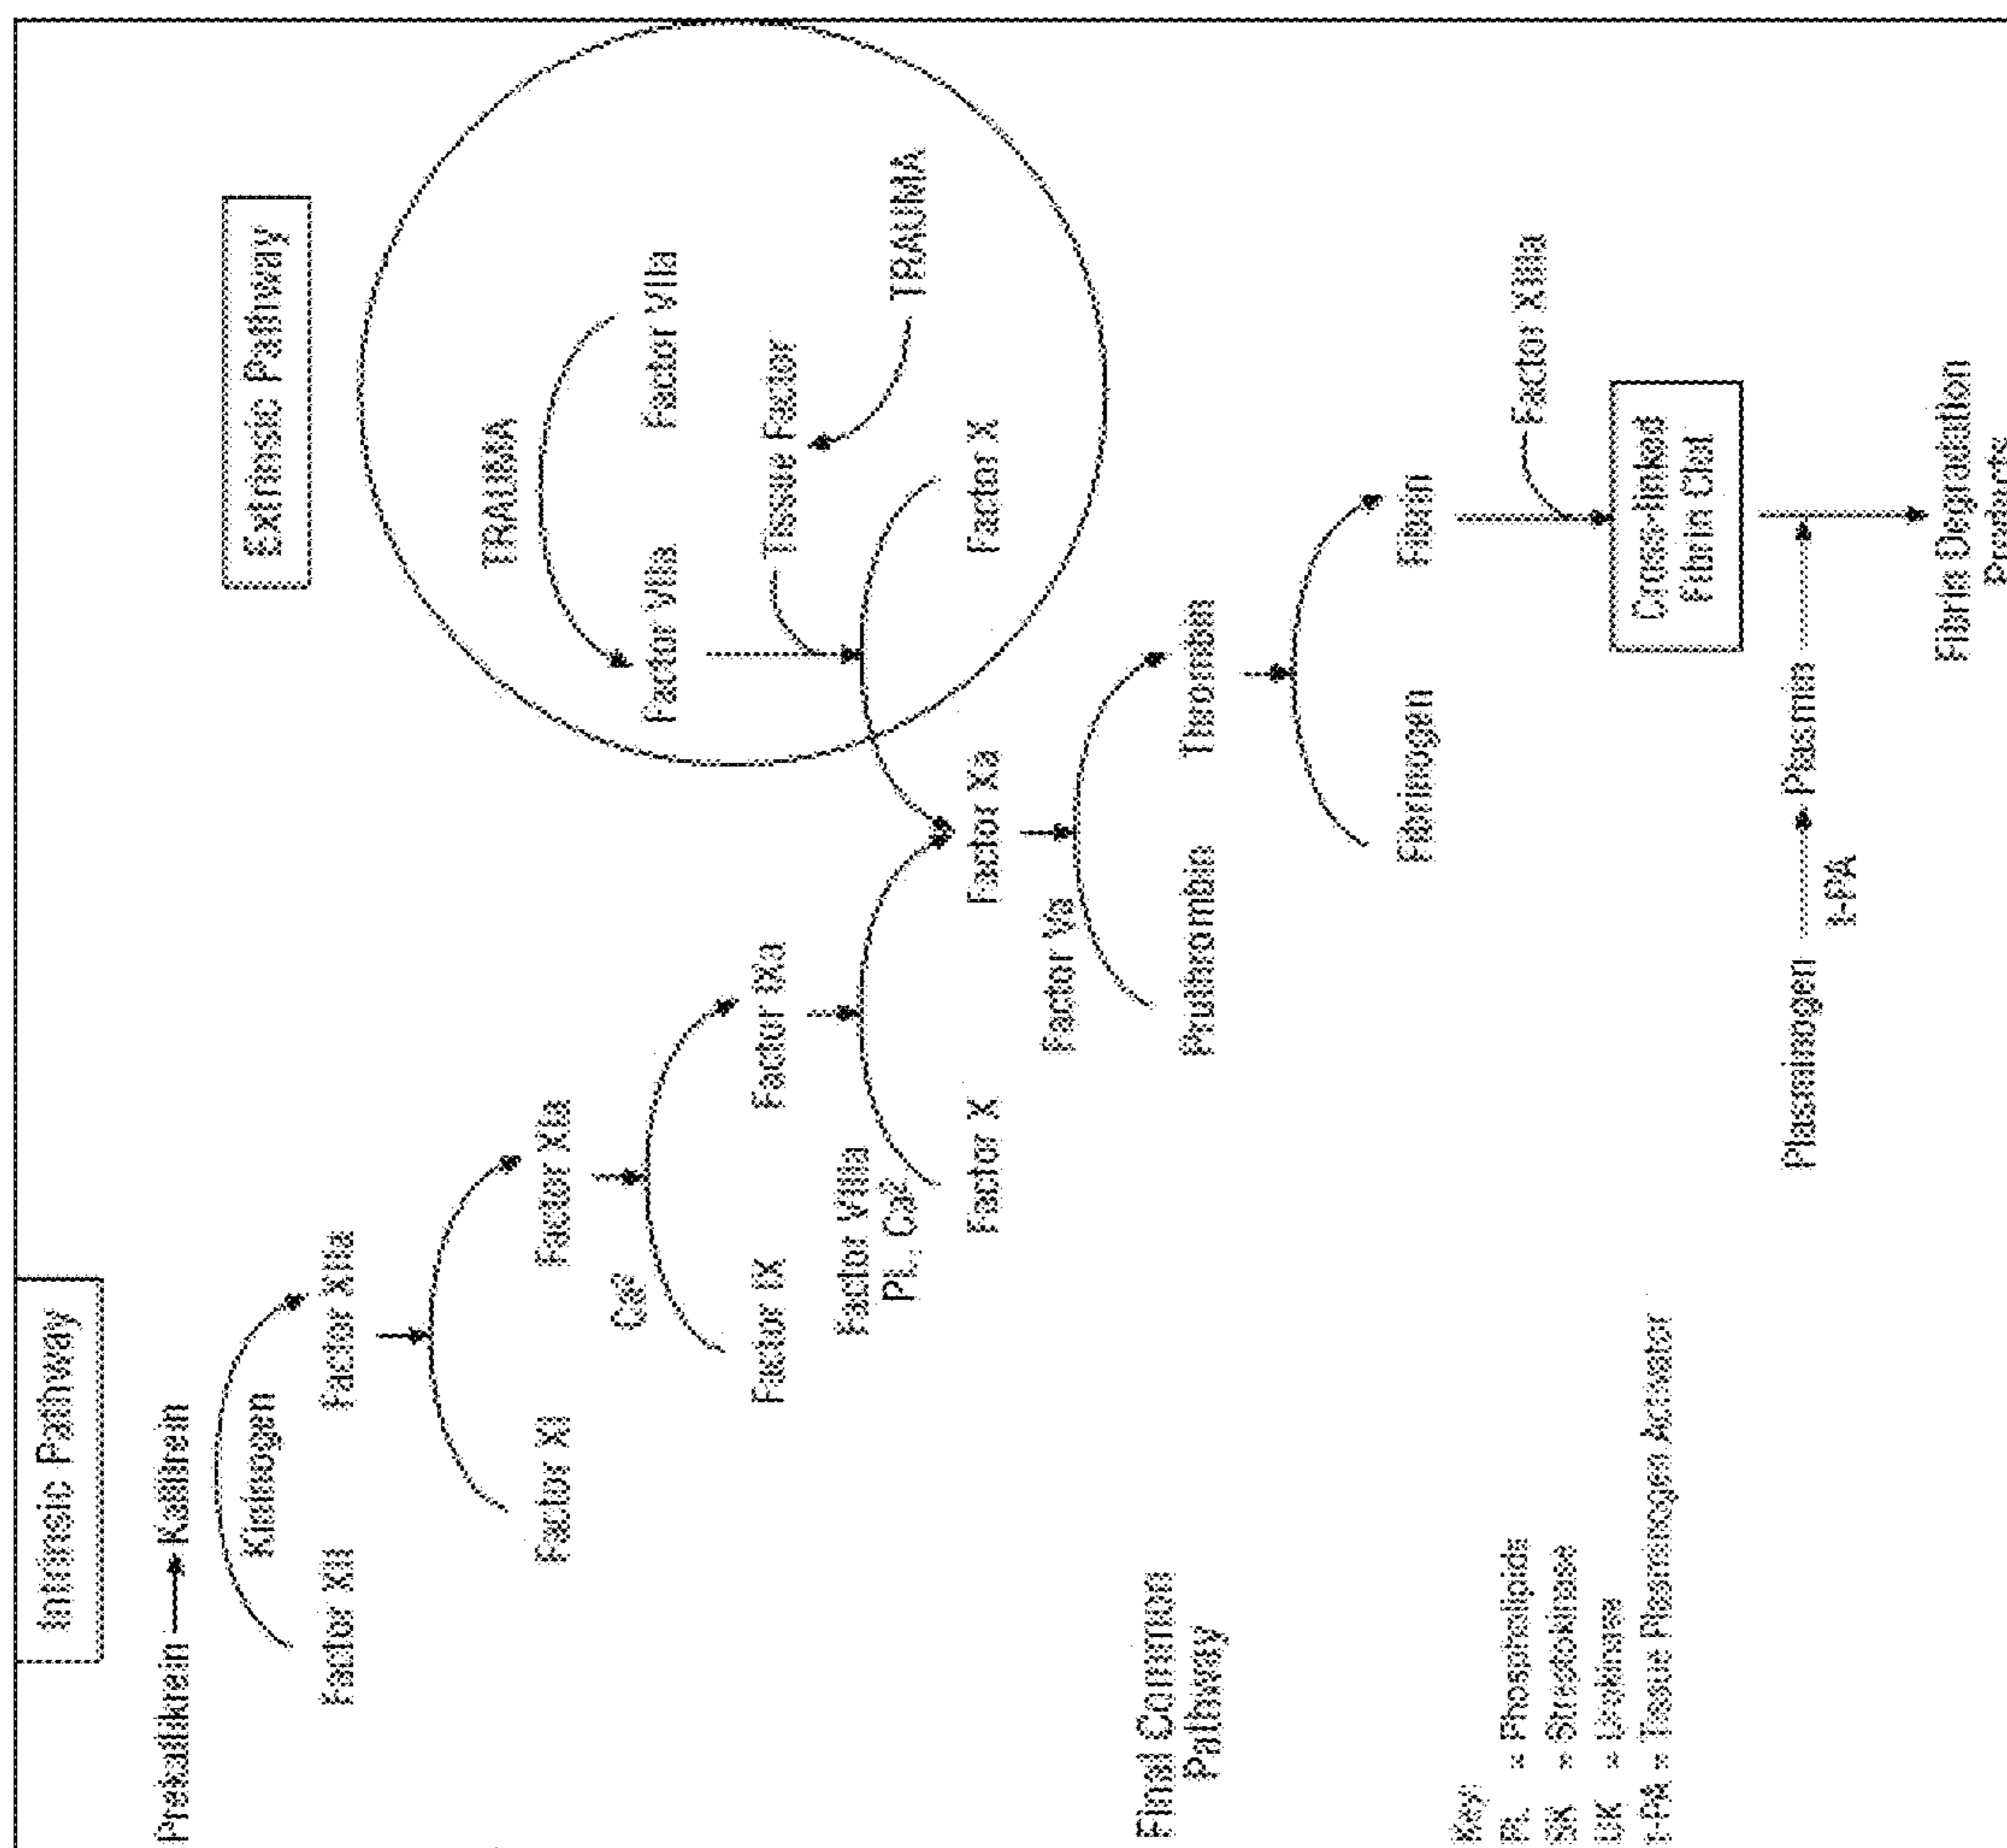 Intrinsic Pathway
Prekallikrein
Kallikrein
Kininogen
Factor XII
Factor XIIa
Factor XI
Factor XIa
Ca²
Factor IX
Factor IXa
Factor VIIIa
PL, Ca²
Factor X
Extrinsic Pathway
TRAUMA
Factor VIIa
Tissue Factor
TRAUMA
Factor X
Factor Xa
Final Common
Pathway
Factor Va
Prothrombin
Thrombin
Fibrinogen
Fibrin
Factor XIIIa
Cross-linked
Fibrin Clot
Plasminogen
Plasmin
t-PA
Fibrin Degradation
Products
Key:
PL = Phospholipids
SK = Streptokinase
UK = Urokinase
t-PA = Tissue Plasminogen Activator